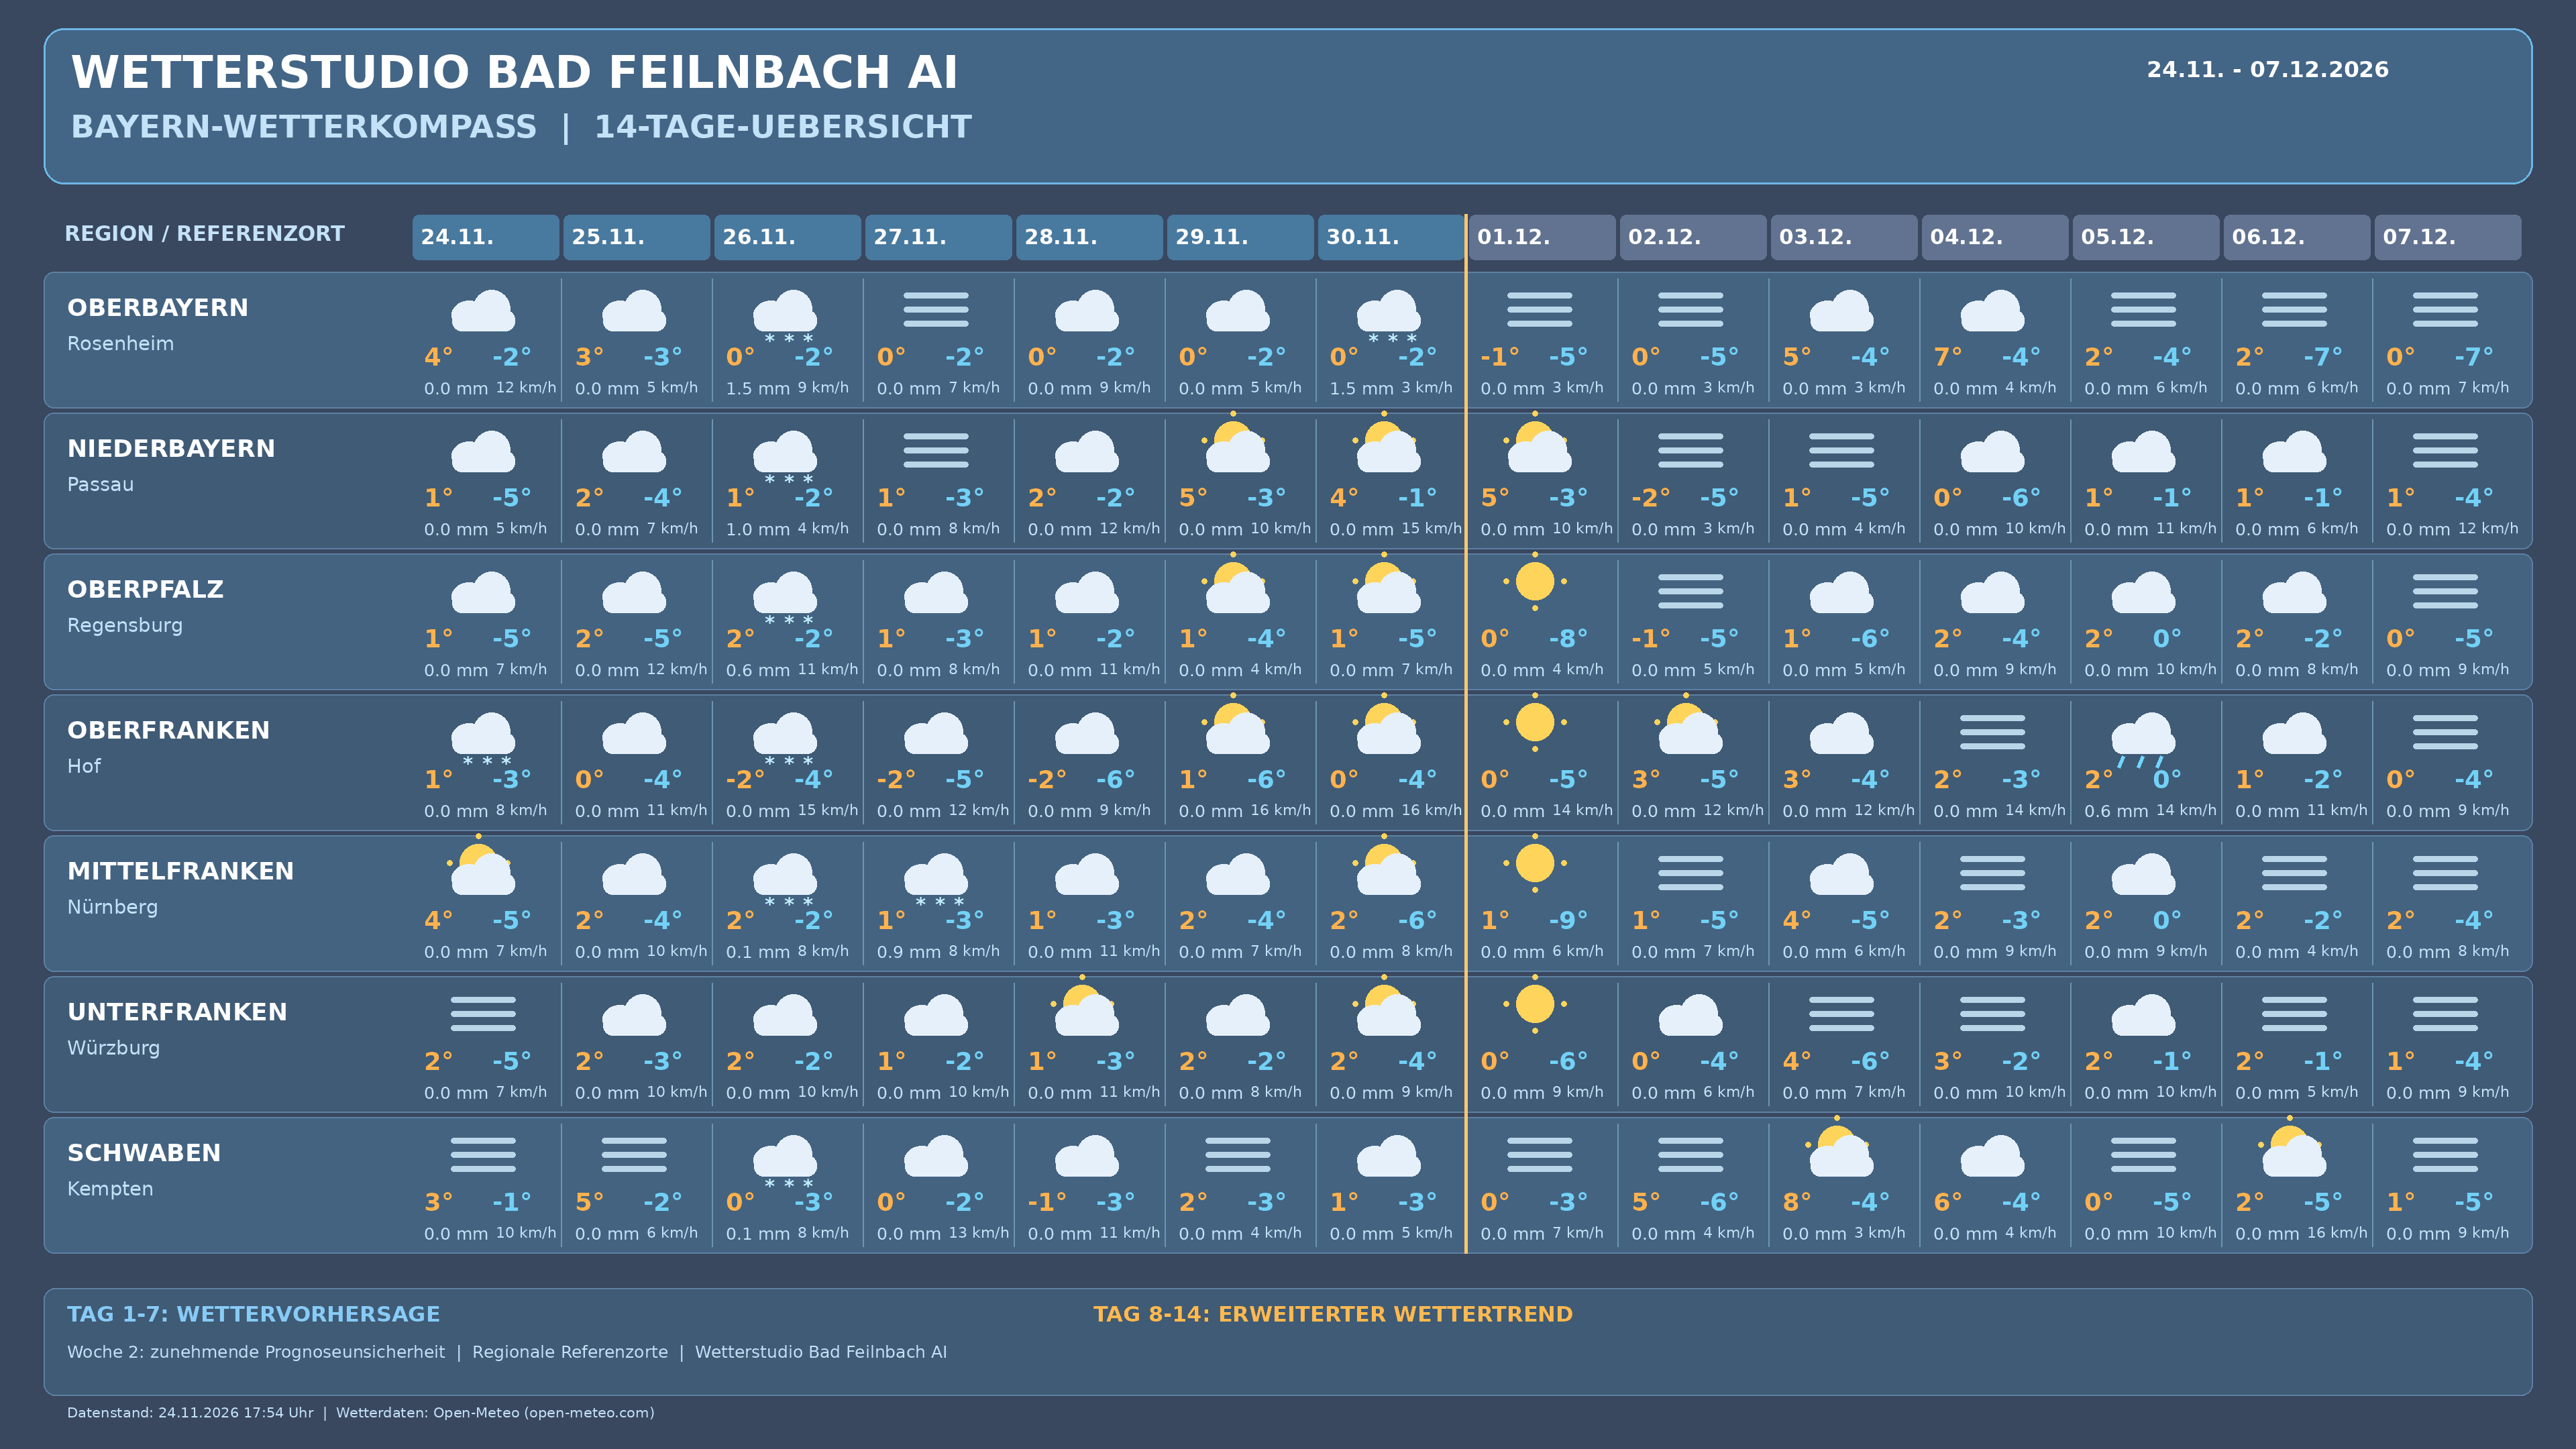 WETTERSTUDIO BAD FEILNBACH AI
24.11. - 07.12.2026
BAYERN-WETTERKOMPASS | 14-TAGE-UEBERSICHT
REGION / REFERENZORT 24.11. 25.11. 26.11. 27.11. 28.11. 29.11. 30.11. 01.12. 02.12. 03.12. 04.12. 05.12. 06.12. 07.12.
OBERBAYERN
Rosenheim
4° -2° 3° -3° 0° -2° 0° -2° 0° -2° 0° -2° 0° -2° -1° -5° 0° -5° 5° -4° 7° -4° 2° -4° 2° -7° 0° -7°
0.0 mm 12 km/h 0.0 mm 5 km/h 1.5 mm 9 km/h 0.0 mm 7 km/h 0.0 mm 9 km/h 0.0 mm 5 km/h 1.5 mm 3 km/h 0.0 mm 3 km/h 0.0 mm 3 km/h 0.0 mm 3 km/h 0.0 mm 4 km/h 0.0 mm 6 km/h 0.0 mm 6 km/h 0.0 mm 7 km/h
NIEDERBAYERN
Passau
1° -5° 2° -4° 1° -2° 1° -3° 2° -2° 5° -3° 4° -1° 5° -3° -2° -5° 1° -5° 0° -6° 1° -1° 1° -1° 1° -4°
0.0 mm 5 km/h 0.0 mm 7 km/h 1.0 mm 4 km/h 0.0 mm 8 km/h 0.0 mm 12 km/h 0.0 mm 10 km/h 0.0 mm 15 km/h 0.0 mm 10 km/h 0.0 mm 3 km/h 0.0 mm 4 km/h 0.0 mm 10 km/h 0.0 mm 11 km/h 0.0 mm 6 km/h 0.0 mm 12 km/h
OBERPFALZ
Regensburg
1° -5° 2° -5° 2° -2° 1° -3° 1° -2° 1° -4° 1° -5° 0° -8° -1° -5° 1° -6° 2° -4° 2° 0° 2° -2° 0° -5°
0.0 mm 7 km/h 0.0 mm 12 km/h 0.6 mm 11 km/h 0.0 mm 8 km/h 0.0 mm 11 km/h 0.0 mm 4 km/h 0.0 mm 7 km/h 0.0 mm 4 km/h 0.0 mm 5 km/h 0.0 mm 5 km/h 0.0 mm 9 km/h 0.0 mm 10 km/h 0.0 mm 8 km/h 0.0 mm 9 km/h
OBERFRANKEN
Hof
1° -3° 0° -4° -2° -4° -2° -5° -2° -6° 1° -6° 0° -4° 0° -5° 3° -5° 3° -4° 2° -3° 2° 0° 1° -2° 0° -4°
0.0 mm 8 km/h 0.0 mm 11 km/h 0.0 mm 15 km/h 0.0 mm 12 km/h 0.0 mm 9 km/h 0.0 mm 16 km/h 0.0 mm 16 km/h 0.0 mm 14 km/h 0.0 mm 12 km/h 0.0 mm 12 km/h 0.0 mm 14 km/h 0.6 mm 14 km/h 0.0 mm 11 km/h 0.0 mm 9 km/h
MITTELFRANKEN
Nürnberg
4° -5° 2° -4° 2° -2° 1° -3° 1° -3° 2° -4° 2° -6° 1° -9° 1° -5° 4° -5° 2° -3° 2° 0° 2° -2° 2° -4°
0.0 mm 7 km/h 0.0 mm 10 km/h 0.1 mm 8 km/h 0.9 mm 8 km/h 0.0 mm 11 km/h 0.0 mm 7 km/h 0.0 mm 8 km/h 0.0 mm 6 km/h 0.0 mm 7 km/h 0.0 mm 6 km/h 0.0 mm 9 km/h 0.0 mm 9 km/h 0.0 mm 4 km/h 0.0 mm 8 km/h
UNTERFRANKEN
Würzburg
2° -5° 2° -3° 2° -2° 1° -2° 1° -3° 2° -2° 2° -4° 0° -6° 0° -4° 4° -6° 3° -2° 2° -1° 2° -1° 1° -4°
0.0 mm 7 km/h 0.0 mm 10 km/h 0.0 mm 10 km/h 0.0 mm 10 km/h 0.0 mm 11 km/h 0.0 mm 8 km/h 0.0 mm 9 km/h 0.0 mm 9 km/h 0.0 mm 6 km/h 0.0 mm 7 km/h 0.0 mm 10 km/h 0.0 mm 10 km/h 0.0 mm 5 km/h 0.0 mm 9 km/h
SCHWABEN
Kempten
3° -1° 5° -2° 0° -3° 0° -2° -1° -3° 2° -3° 1° -3° 0° -3° 5° -6° 8° -4° 6° -4° 0° -5° 2° -5° 1° -5°
0.0 mm 10 km/h 0.0 mm 6 km/h 0.1 mm 8 km/h 0.0 mm 13 km/h 0.0 mm 11 km/h 0.0 mm 4 km/h 0.0 mm 5 km/h 0.0 mm 7 km/h 0.0 mm 4 km/h 0.0 mm 3 km/h 0.0 mm 4 km/h 0.0 mm 10 km/h 0.0 mm 16 km/h 0.0 mm 9 km/h
TAG 1-7: WETTERVORHERSAGE
TAG 8-14: ERWEITERTER WETTERTREND
Woche 2: zunehmende Prognoseunsicherheit | Regionale Referenzorte | Wetterstudio Bad Feilnbach AI
Datenstand: 24.11.2026 17:54 Uhr | Wetterdaten: Open-Meteo (open-meteo.com)